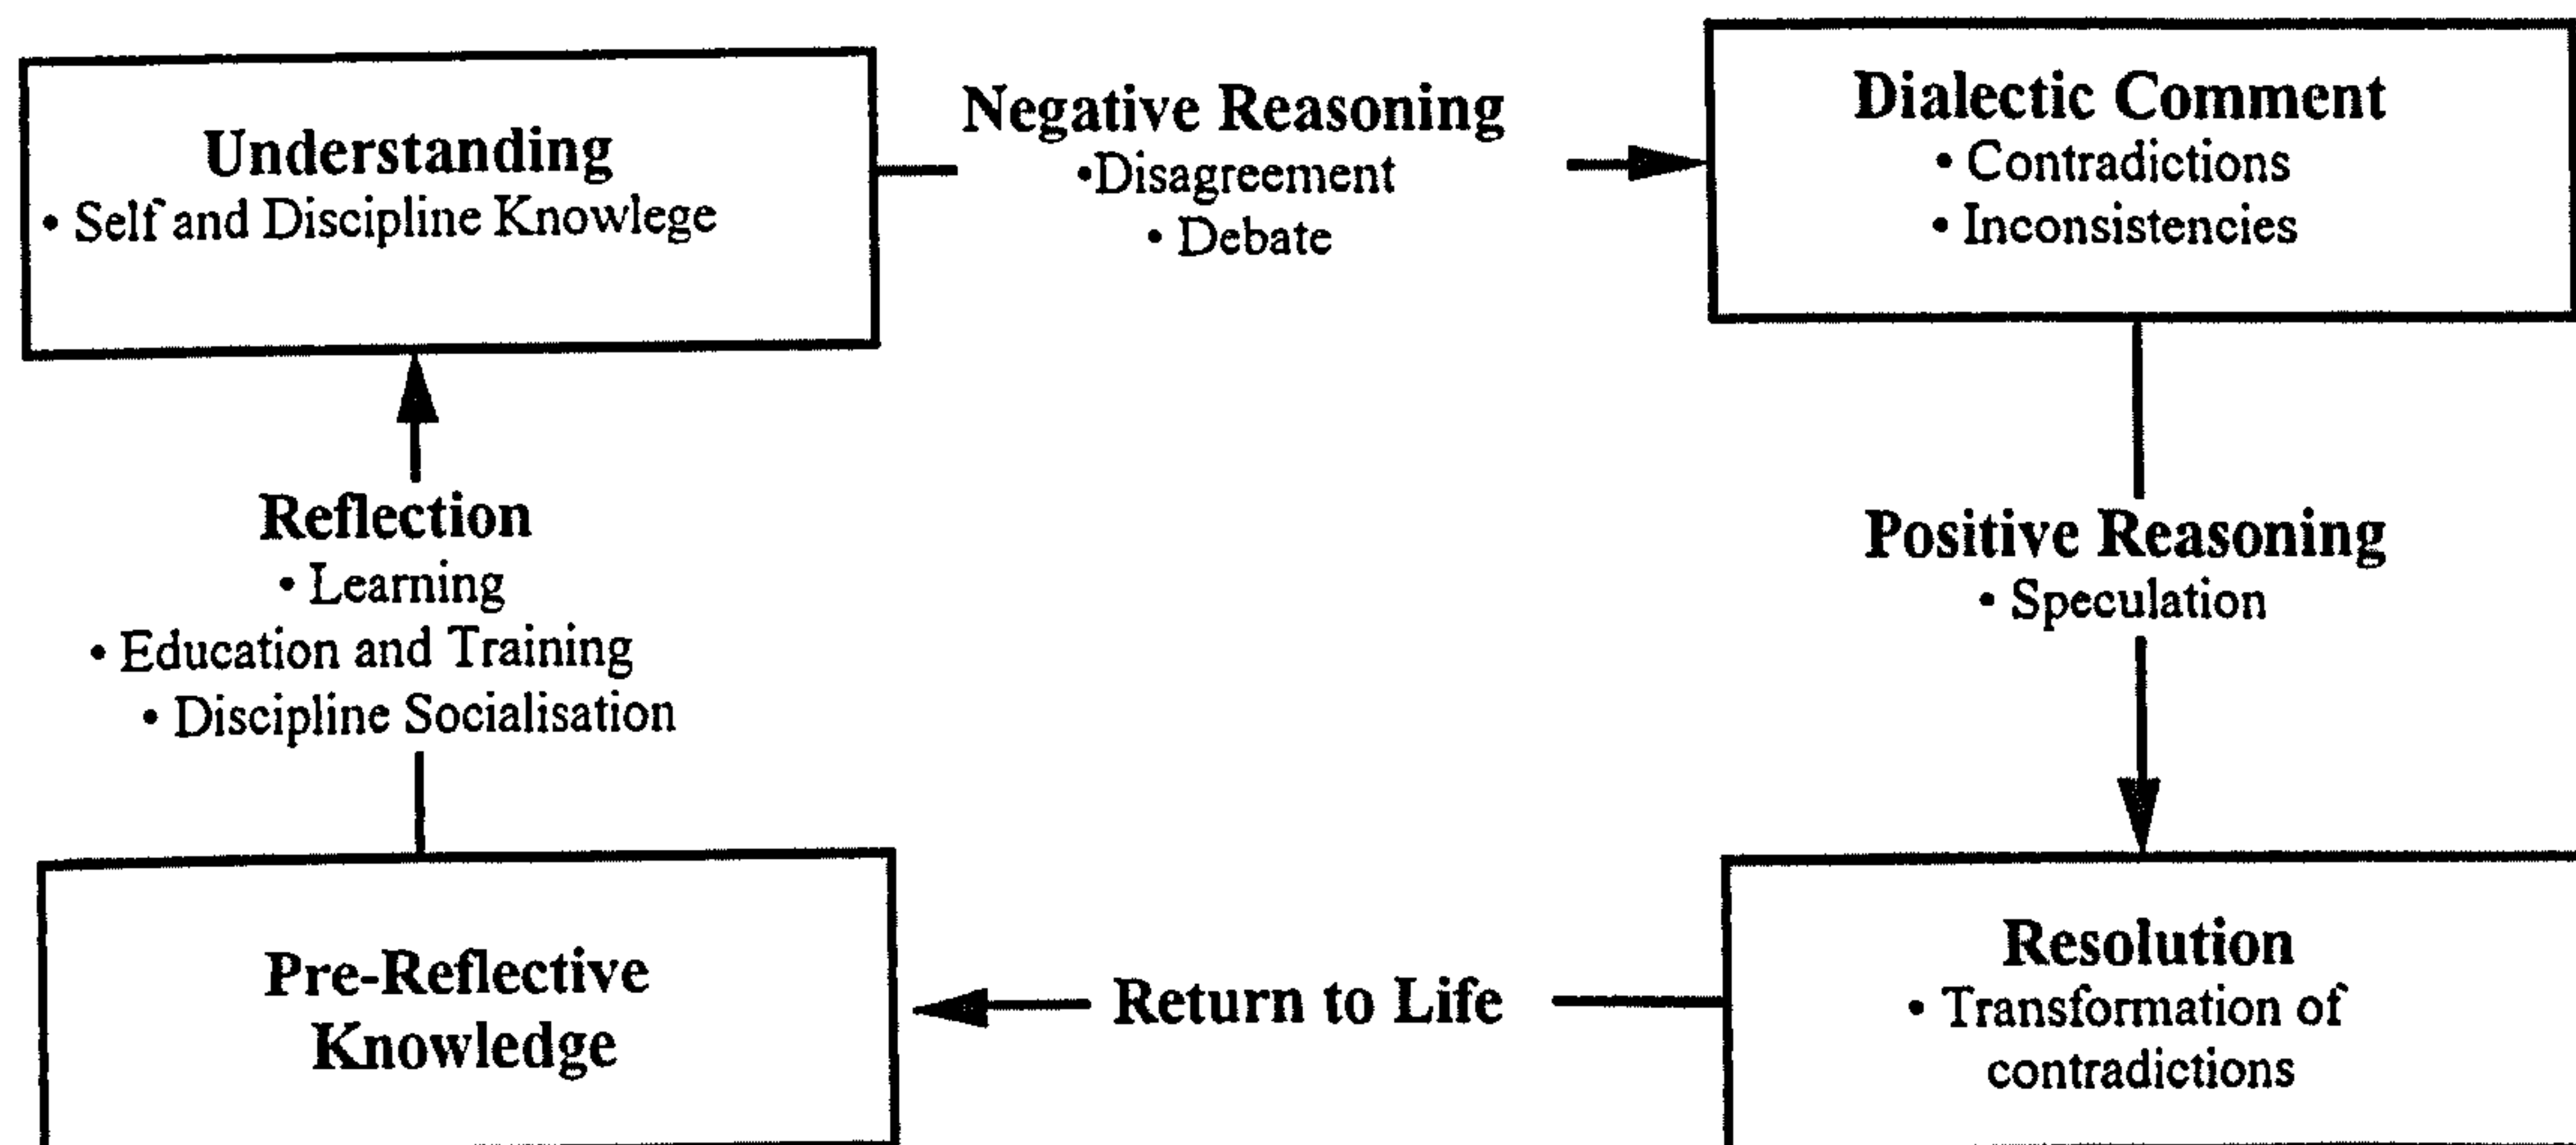 Understanding
• Self and Discipline Knowlege
Negative Reasoning
•Disagreement
• Debate
Dialectic Comment
• Contradictions
• Inconsistencies
Reflection
• Learning
• Education and Training
• Discipline Socialisation
Positive Reasoning
• Speculation
Pre-Reflective
Knowledge
Return to Life
Resolution
• Transformation of
contradictions